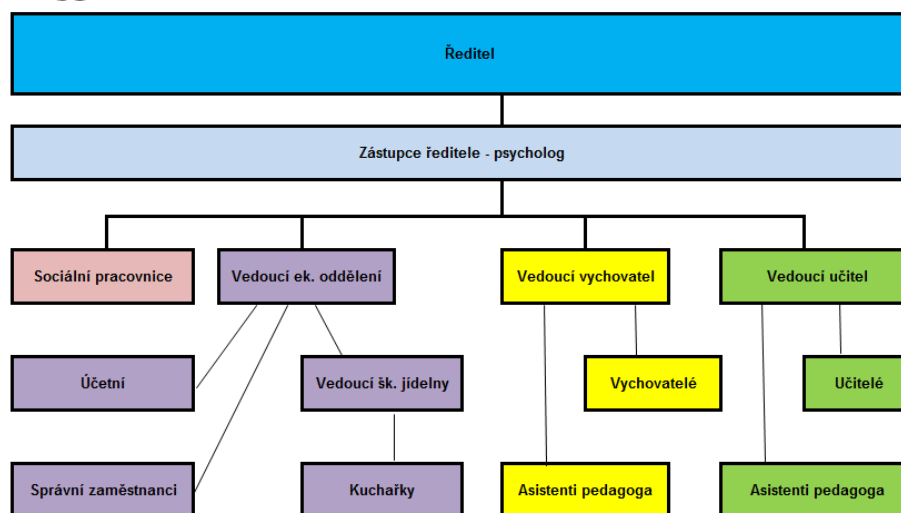 Ředitel
Zástupce ředitele - psycholog
Sociální pracovnice
Vedoucí ek. oddělení
Vedoucí vychovatel
Vedoucí učitel
Účetní
Vedoucí šk. jídelny
Vychovatelé
Učitelé
Správní zaměstnanci
Kuchařky
Asistenti pedagoga
Asistenti pedagoga